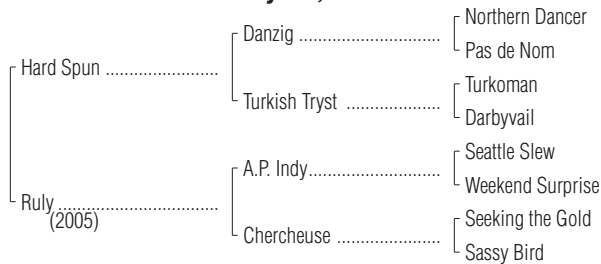 Northern Dancer
Danzig ................................
Pas de Nom
Hard Spun .........................
Turkoman
Turkish Tryst .....................
Darbyvail
Seattle Slew
A.P. Indy..............................
Weekend Surprise
Ruly....................................
(2005)
Seeking the Gold
Chercheuse .......................
Sassy Bird